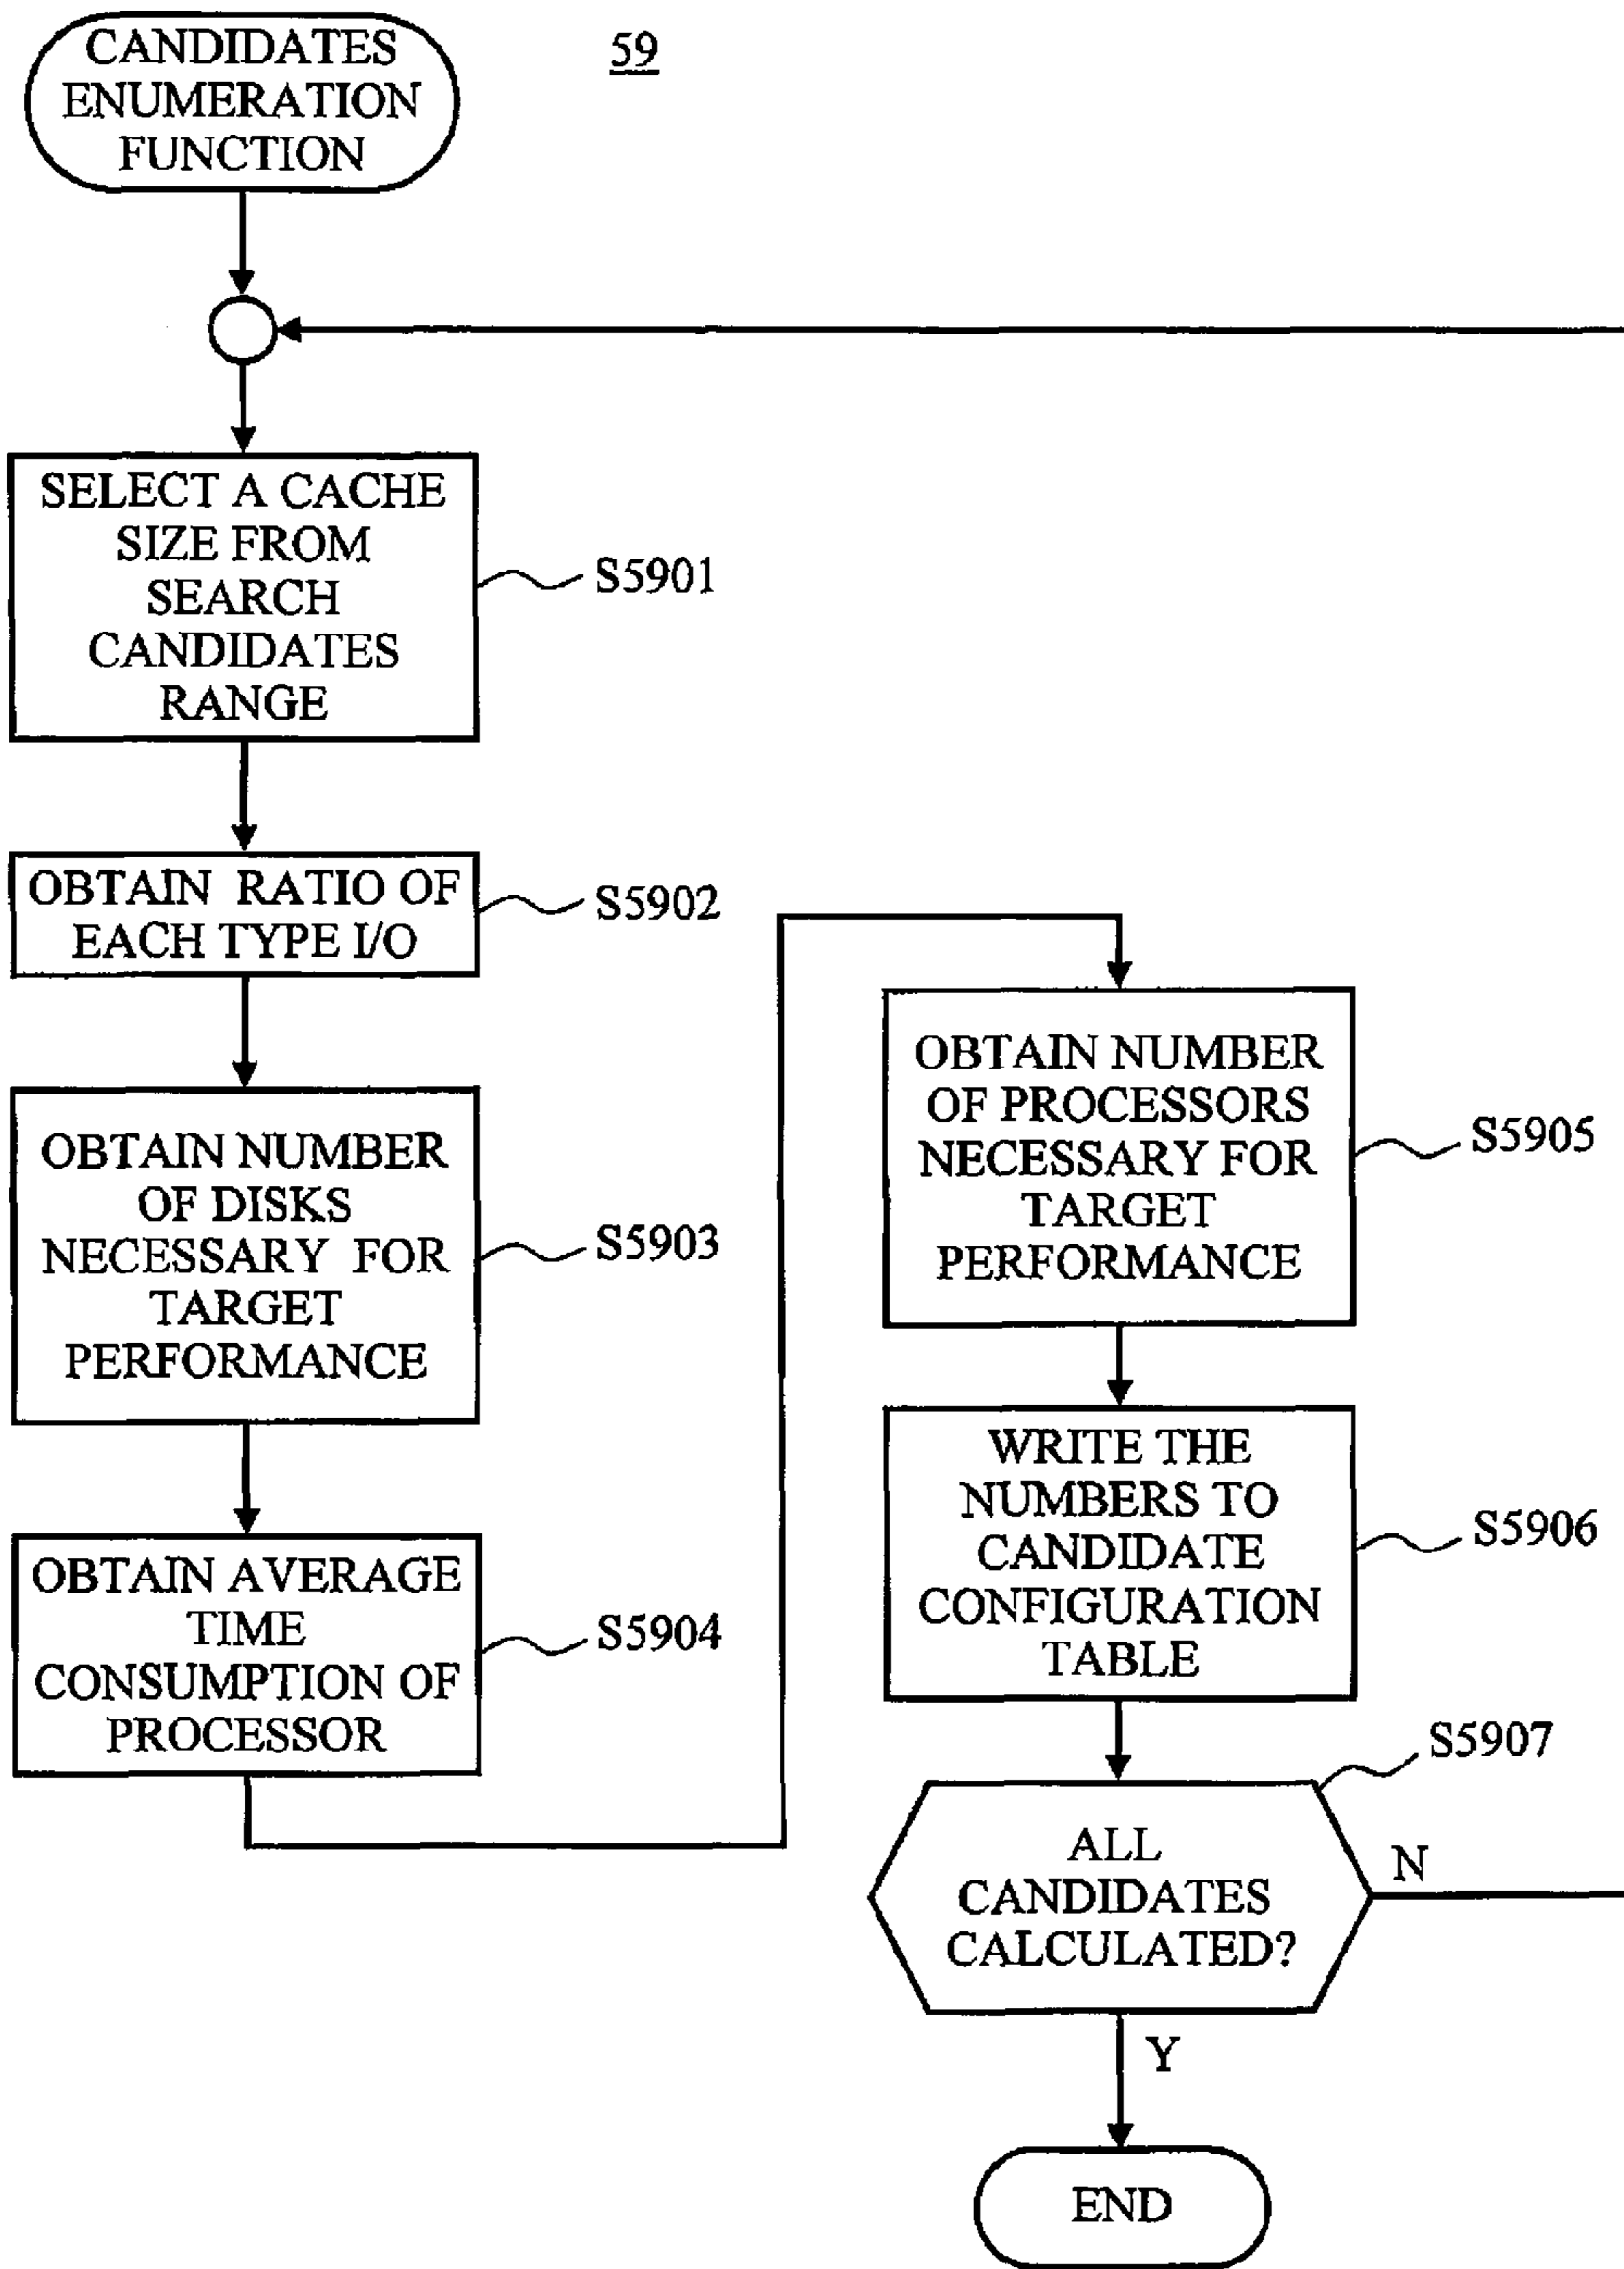 CANDIDATES
ENUMERATION
FUNCTION
59
SELECT A CACHE
SIZE FROM
SEARCH
CANDIDATES
RANGE
S5901
OBTAIN RATIO OF
EACH TYPE I/O
S5902
OBTAIN NUMBER
OF DISKS
NECESSARY FOR
TARGET
PERFORMANCE
S5903
OBTAIN AVERAGE
TIME
CONSUMPTION OF
PROCESSOR
S5904
OBTAIN NUMBER
OF PROCESSORS
NECESSARY FOR
TARGET
PERFORMANCE
S5905
WRITE THE
NUMBERS TO
CANDIDATE
CONFIGURATION
TABLE
S5906
S5907
ALL
CANDIDATES
CALCULATED?
N
Y
END